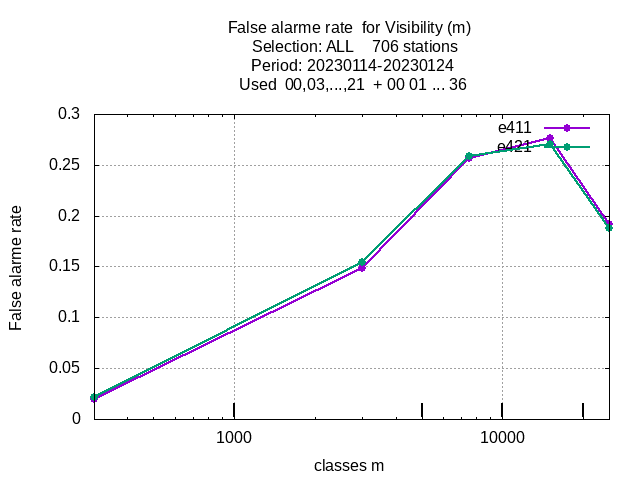 False alarme rate  for Visibility (m)
Selection: ALL    706 stations
Period: 20230114-20230124
Used  00,03,...,21  + 00 01 ... 36
0.3
0.25
0.2
0.15
0.1
0.05
0
False alarme rate
e411
e421
1000
10000
classes m